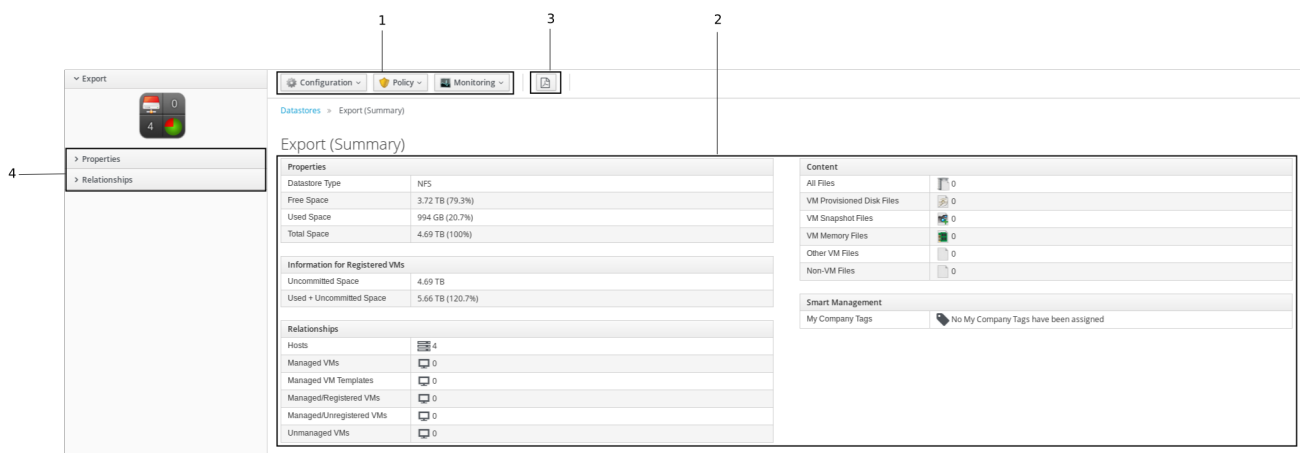 1
3
2
4
Export
0
4
Properties
Relationships
Configuration
Policy
Monitoring
Datastores » Export (Summary)
Export (Summary)
Properties
Datastore Type NFS
Free Space 3.72 TB (79.3%)
Used Space 994 GB (20.7%)
Total Space 4.69 TB (100%)
Information for Registered VMs
Uncommitted Space 4.69 TB
Used + Uncommitted Space 5.66 TB (120.7%)
Relationships
Hosts 4
Managed VMs 0
Managed VM Templates 0
Managed/Registered VMs 0
Managed/Unregistered VMs 0
Unmanaged VMs 0
Content
All Files 0
VM Provisioned Disk Files 0
VM Snapshot Files 0
VM Memory Files 0
Other VM Files 0
Non-VM Files 0
Smart Management
My Company Tags No My Company Tags have been assigned